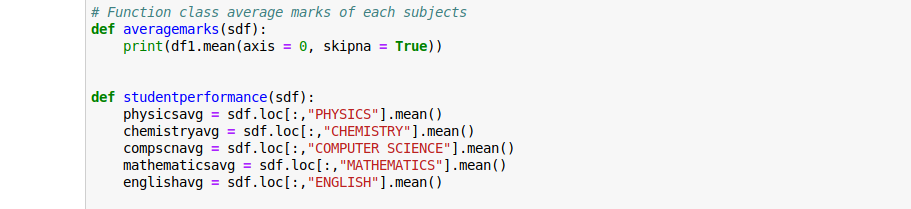 # Function class average marks of each subjects
def averagemarks(sdf):
    print(df1.mean(axis = 0, skipna = True))
def studentperformance(sdf):
    physicsavg = sdf.loc[:,"PHYSICS"].mean()
    chemistryavg = sdf.loc[:,"CHEMISTRY"].mean()
    compscnavg = sdf.loc[:,"COMPUTER SCIENCE"].mean()
    mathematicsavg = sdf.loc[:,"MATHEMATICS"].mean()
    englishavg = sdf.loc[:,"ENGLISH"].mean()